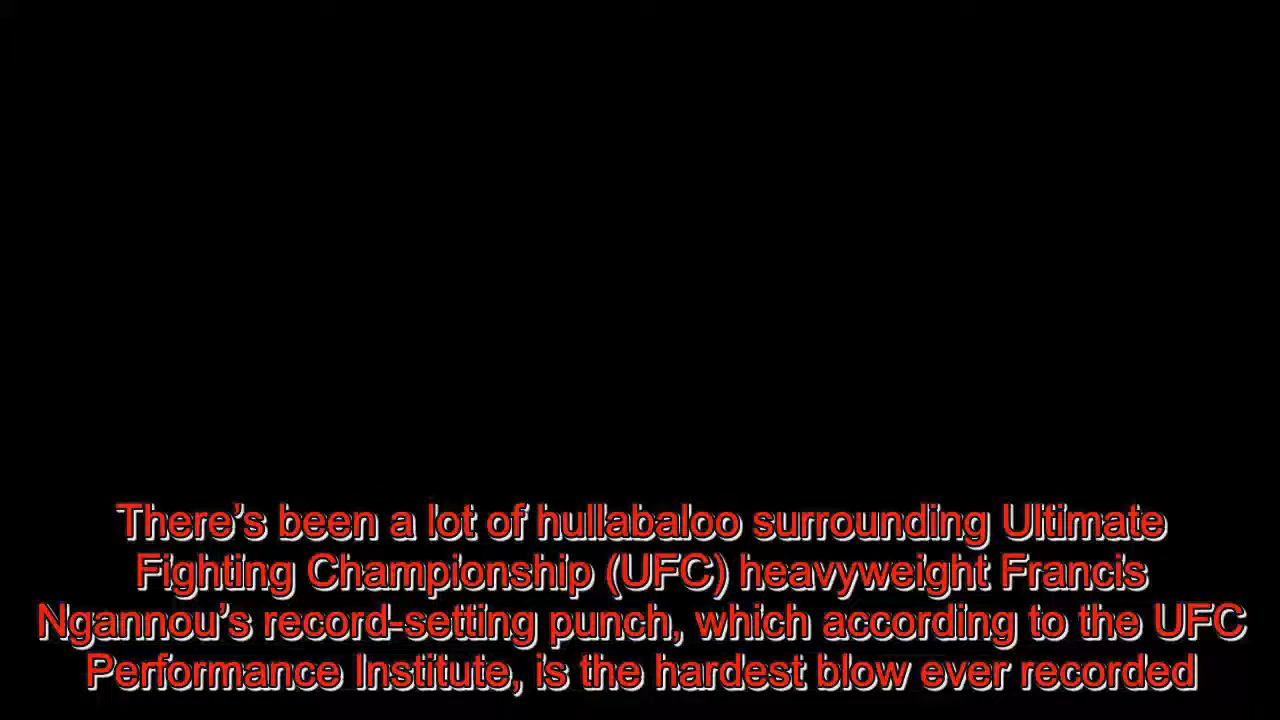 There’s been a lot of hullabaloo surrounding Ultimate
Fighting Championship (UFC) heavyweight Francis
Ngannou’s record-setting punch, which according to the UFC
Performance Institute, is the hardest blow ever recorded